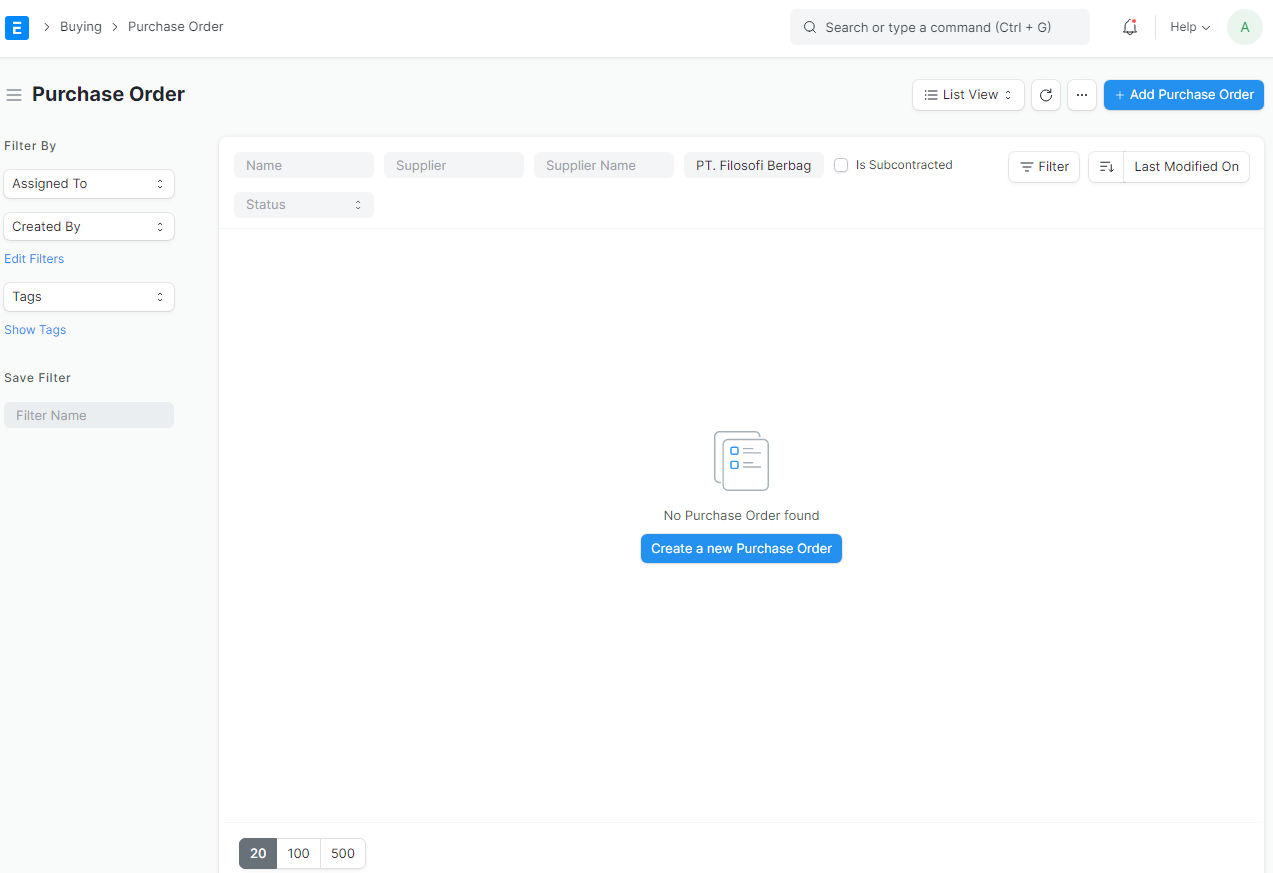 E
Buying
Purchase Order
Search or type a command (Ctrl + G)
Help
A
Purchase Order
List View
Add Purchase Order
Filter By
Assigned To
Created By
Edit Filters
Tags
Show Tags
Save Filter
Filter Name
Name
Supplier
Supplier Name
PT. Filosofi Berbag
Is Subcontracted
Filter
Last Modified On
Status
No Purchase Order found
Create a new Purchase Order
20
100
500